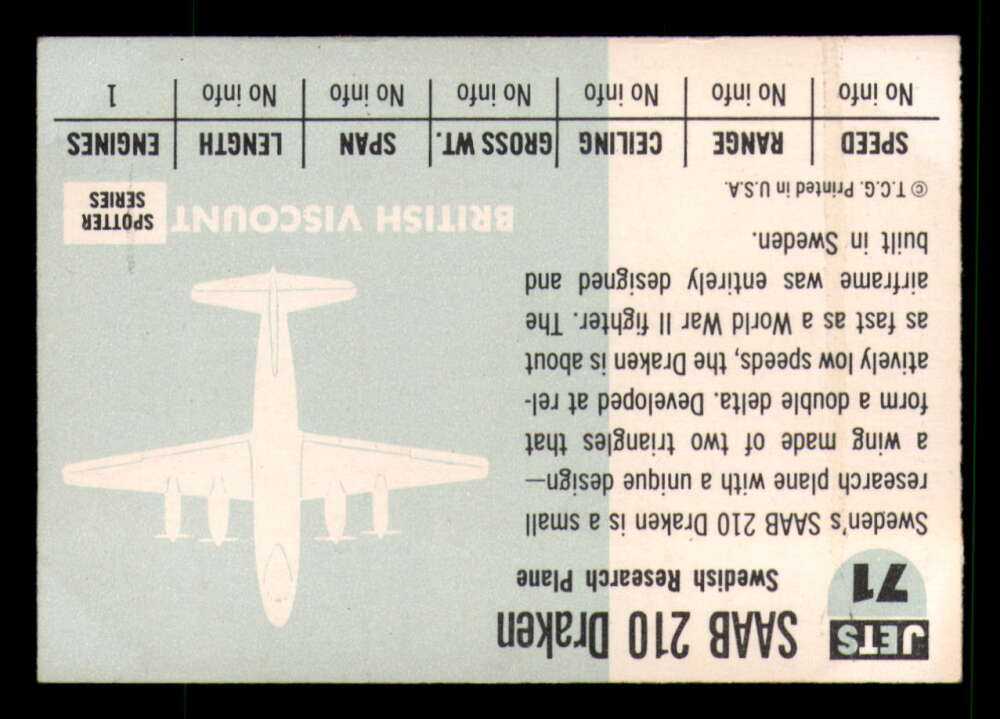 JETS
71
SAAB 210 Draken
Swedish Research Plane
Sweden's SAAB 210 Draken is a small
research plane with a unique design—
a wing made of two triangles that
form a double delta. Developed at rel-
atively low speeds, the Draken is about
as fast as a World War II fighter. The
airframe was entirely designed and
built in Sweden.
© T.C.G. Printed in U.S.A.
BRITISH VISCOUNT
SPOTTER
SERIES
SPEED RANGE CEILING GROSS WT. SPAN LENGTH ENGINES
No info No info No info No info No info No info 1